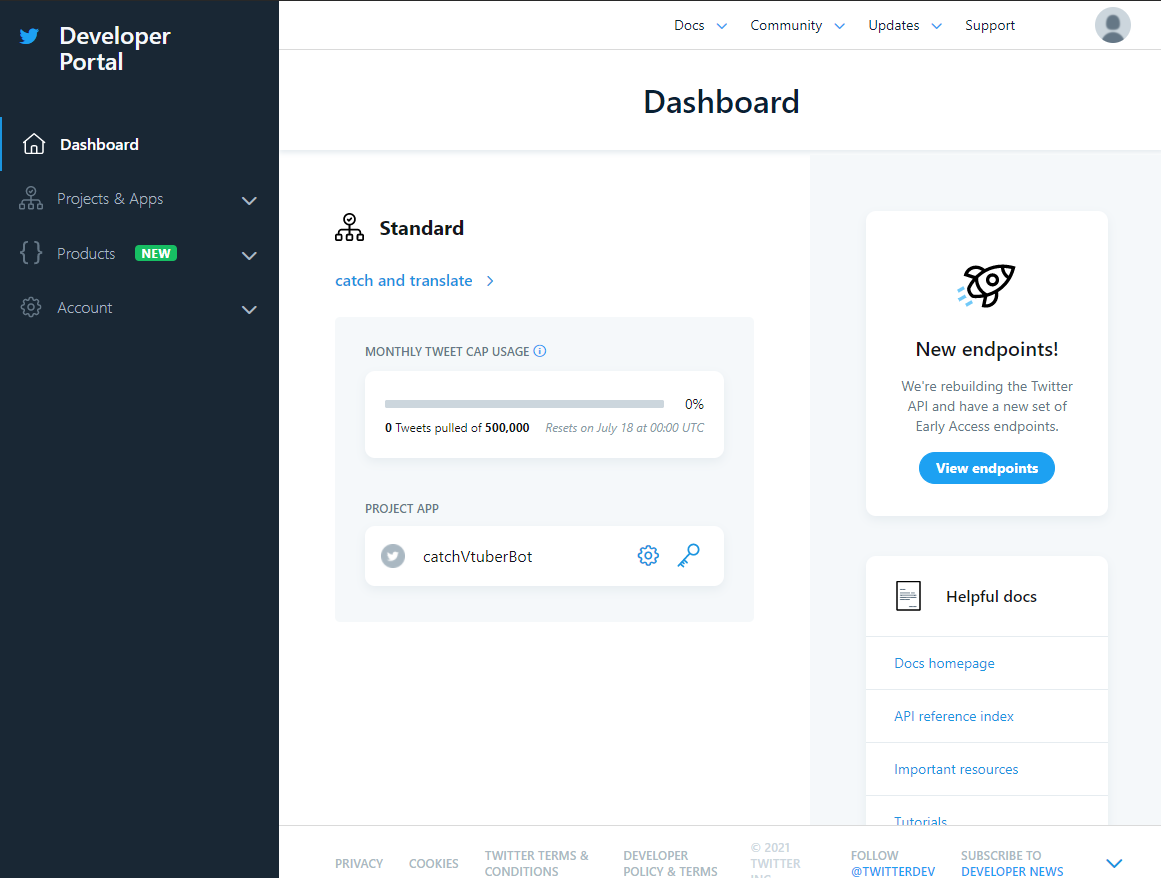 Developer
Portal
Docs Community Updates Support
Dashboard
Dashboard
Projects & Apps
Products NEW
Account
Standard
catch and translate
MONTHLY TWEET CAP USAGE
0%
0 Tweets pulled of 500,000 Resets on July 18 at 00:00 UTC
PROJECT APP
catchVtuberBot
New endpoints!
We're rebuilding the Twitter
API and have a new set of
Early Access endpoints.
View endpoints
Helpful docs
Docs homepage
API reference index
Important resources
Tutorials
PRIVACY
COOKIES
TWITTER TERMS &
CONDITIONS
DEVELOPER
POLICY & TERMS
© 2021
TWITTER
FOLLOW
@TWITTERDEV
SUBSCRIBE TO
DEVELOPER NEWS